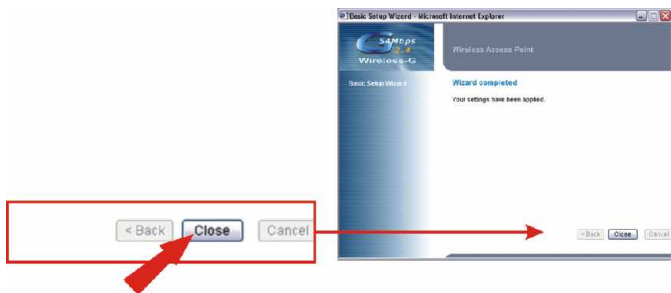 Basic Setup Wizard - Microsoft Internet Explorer
54Mbps
2.4
Wireless-G
Wireless Access Point
Basic Setup Wizard
Wizard completed
Your settings have been applied.
< Back Close Cancel
< Back Close Cancel